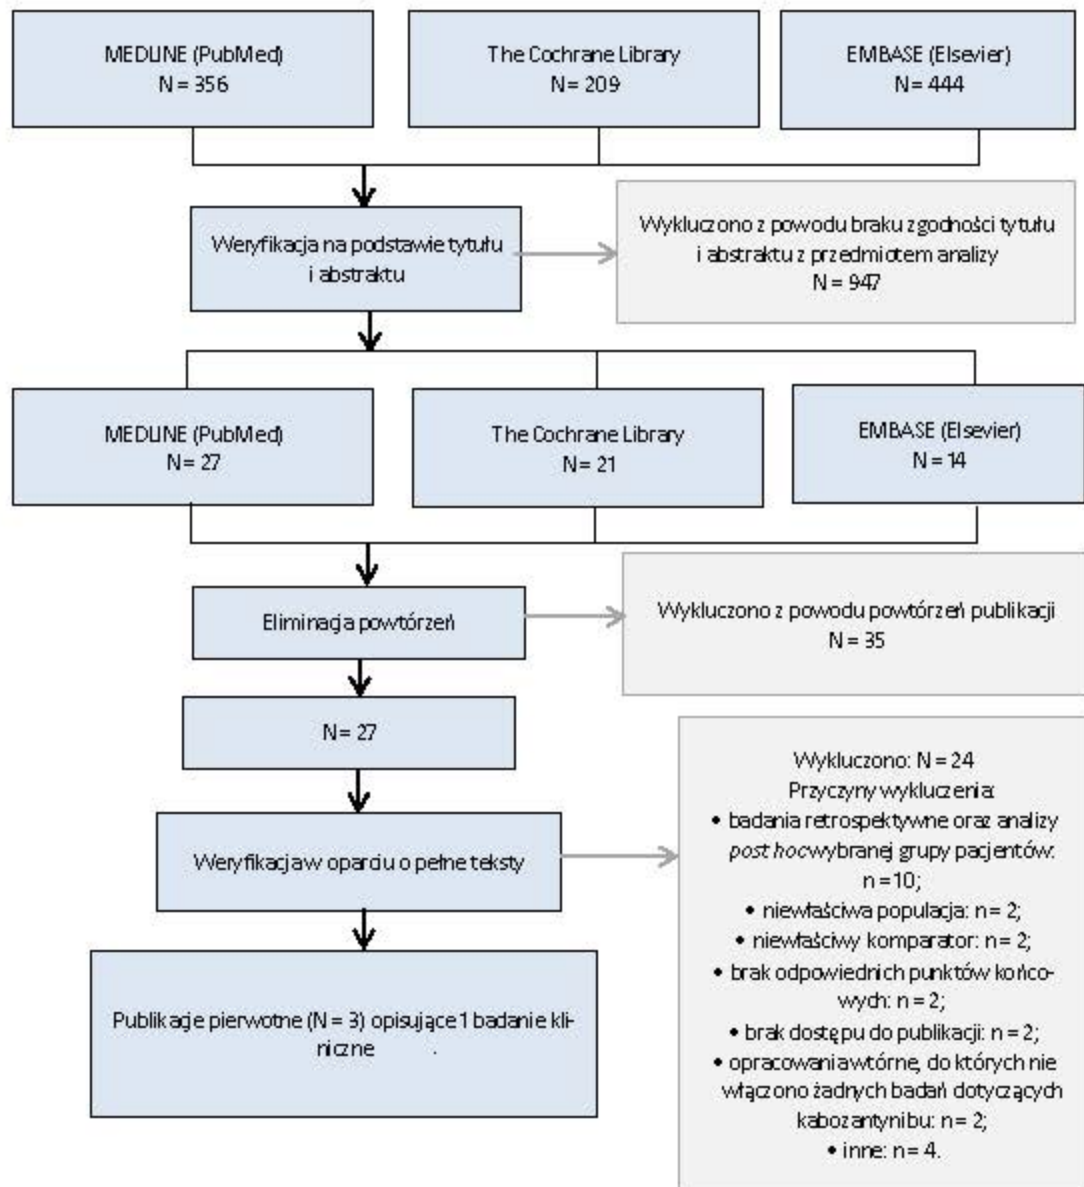 MEDLINE (PubMed)
N = 356
The Cochrane Library
N = 209
EMBASE (Elsevier)
N = 444
Weryfikacja na podstawie tytułu
i abstraktu
Wykluczono z powodu braku zgodności tytułu
i abstraktu z przedmiotem analizy
N = 947
MEDLINE (PubMed)
N = 27
The Cochrane Library
N = 21
EMBASE (Elsevier)
N = 14
Eliminacja powtórzeń
Wykluczono z powodu powtórzeń publikacji
N = 35
N = 27
Weryfikacja w oparciu o pełne teksty
Wykluczono: N = 24
Przyczyny wykluczenia:
• badania retrospektywne oraz analizy
post hoc wybranej grupy pacjentów:
n = 10;
• niewłaściwa populacja: n = 2;
• niewłaściwy komparator: n = 2;
• brak odpowiednich punktów końco-
wych: n = 2;
• brak dostępu do publikacji: n = 2;
• opracowania wtórne, do których nie
włączono żadnych badań dotyczących
kabozantynibu: n = 2;
• inne: n = 4.
Publikacje pierwotne (N = 3) opisujące 1 badanie kli-
niczne .